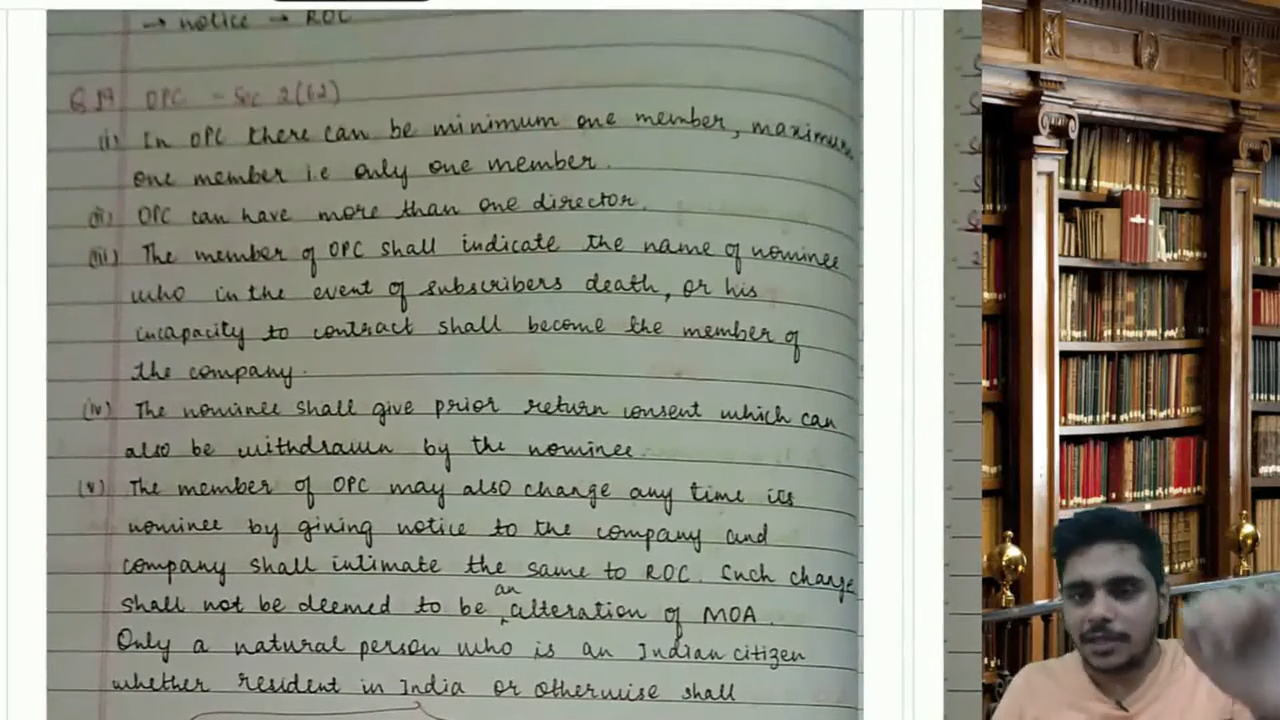 → notice → ROC
Q.19 OPC - Sec 2(62)
(i) In OPC there can be minimum one member, maximum
one member i.e only one member.
(ii) OPC can have more than one director.
(iii) The member of OPC shall indicate the name of nominee
who in the event of subscribers death, or his
incapacity to contract shall become the member of
the company.
(iv) The nominee shall give prior return consent which can
also be withdrawn by the nominee.
(v) The member of OPC may also change any time its
nominee by gining notice to the company and
company shall intimate the same to ROC. Such change
shall not be deemed to be an alteration of MOA.
Only a natural person who is an Indian citizen
whether resident in India or otherwise shall